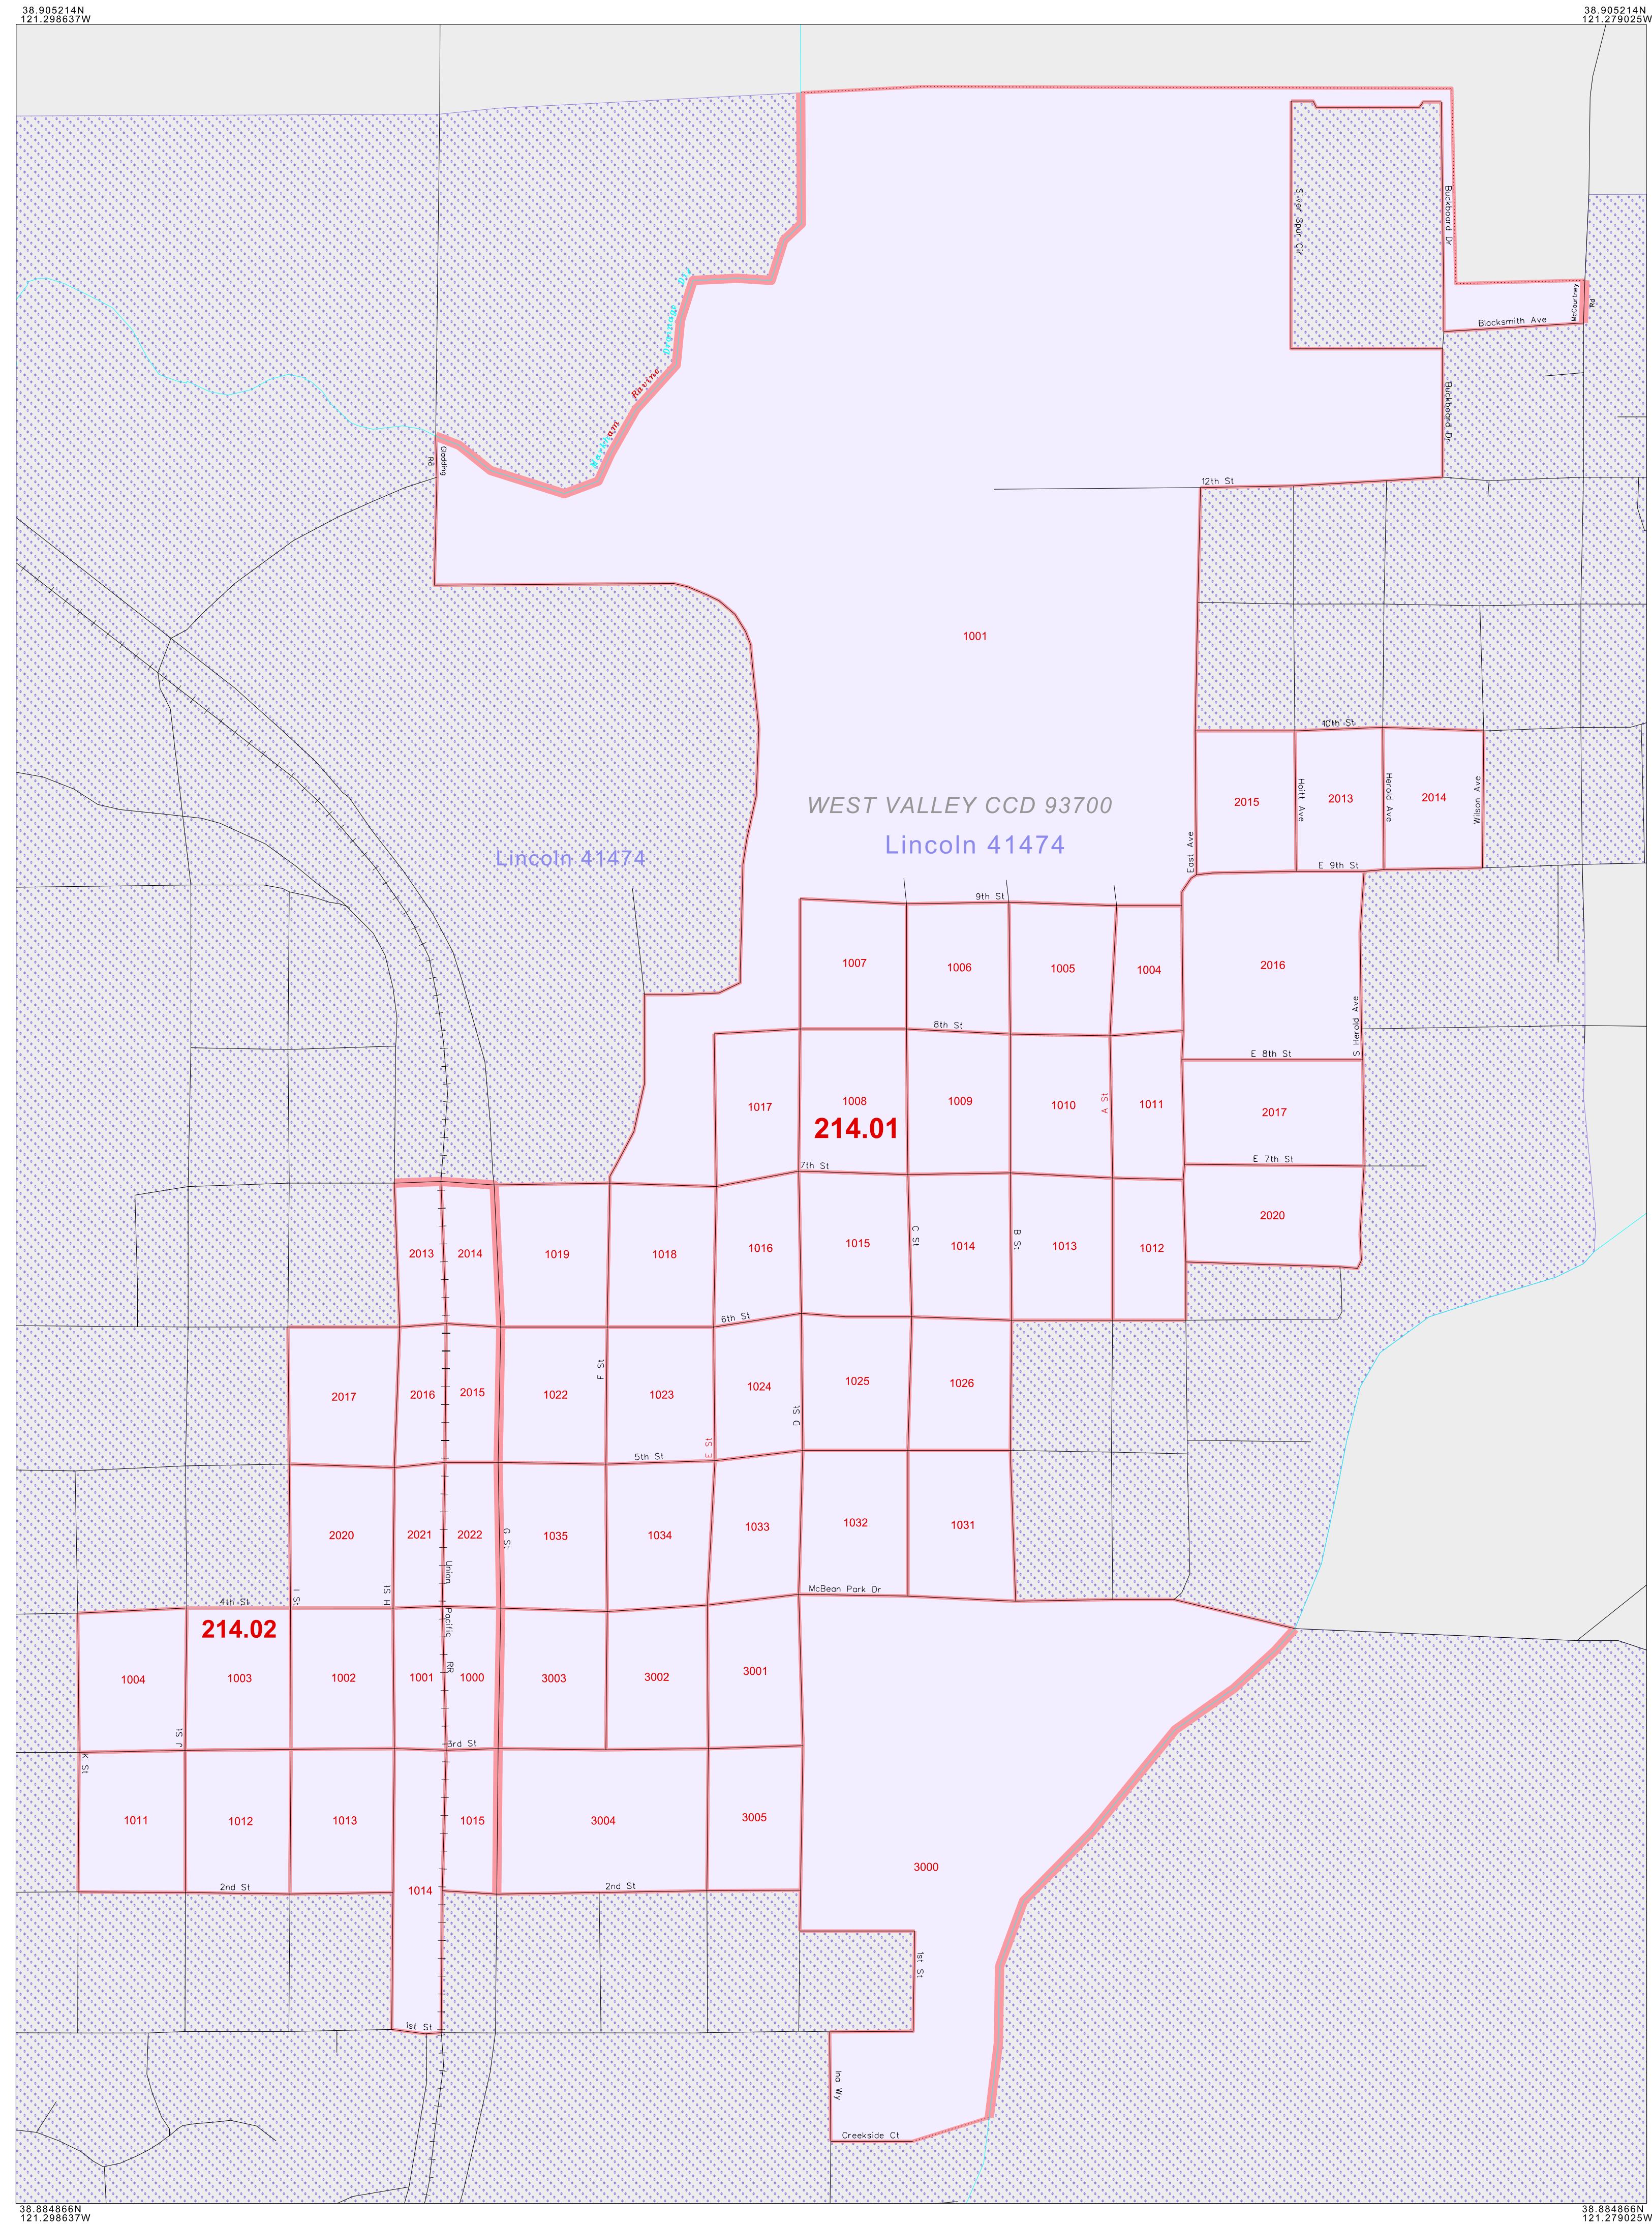 38.905214N
121.298637W
38.905214N
121.279025W
Silver Spur Cir
Buckboard Dr
McCourtney
Rd
Blacksmith Ave
Markham
Ravine
Drainage
Div
Gladding
Rd
Buckboard Dr
12th St
1001
10th St
WEST VALLEY CCD 93700
Lincoln 41474
Lincoln 41474
2015
Hoitt Ave
2013
Herold Ave
2014
Wilson Ave
East Ave
E 9th St
9th St
1007
1006
1005
1004
2016
8th St
S Herold Ave
E 8th St
1017
1008
1009
1010
A St
1011
2017
214.01
7th St
E 7th St
2013
2014
1019
1018
1016
1015
C St
1014
B St
1013
1012
2020
6th St
F St
2017
2016
2015
1022
1023
1024
D St
1025
1026
E St
5th St
2020
2021
2022
G St
1035
1034
1033
1032
1031
Union
Pacific
RR
I St
H St
McBean Park Dr
4th St
214.02
1004
1003
1002
1001
1000
3003
3002
3001
J St
K St
3rd St
1011
1012
1013
1015
3004
3005
3000
2nd St
1014
2nd St
1st St
1st St
Ina Wy
Creekside Ct
38.884866N
121.298637W
38.884866N
121.279025W